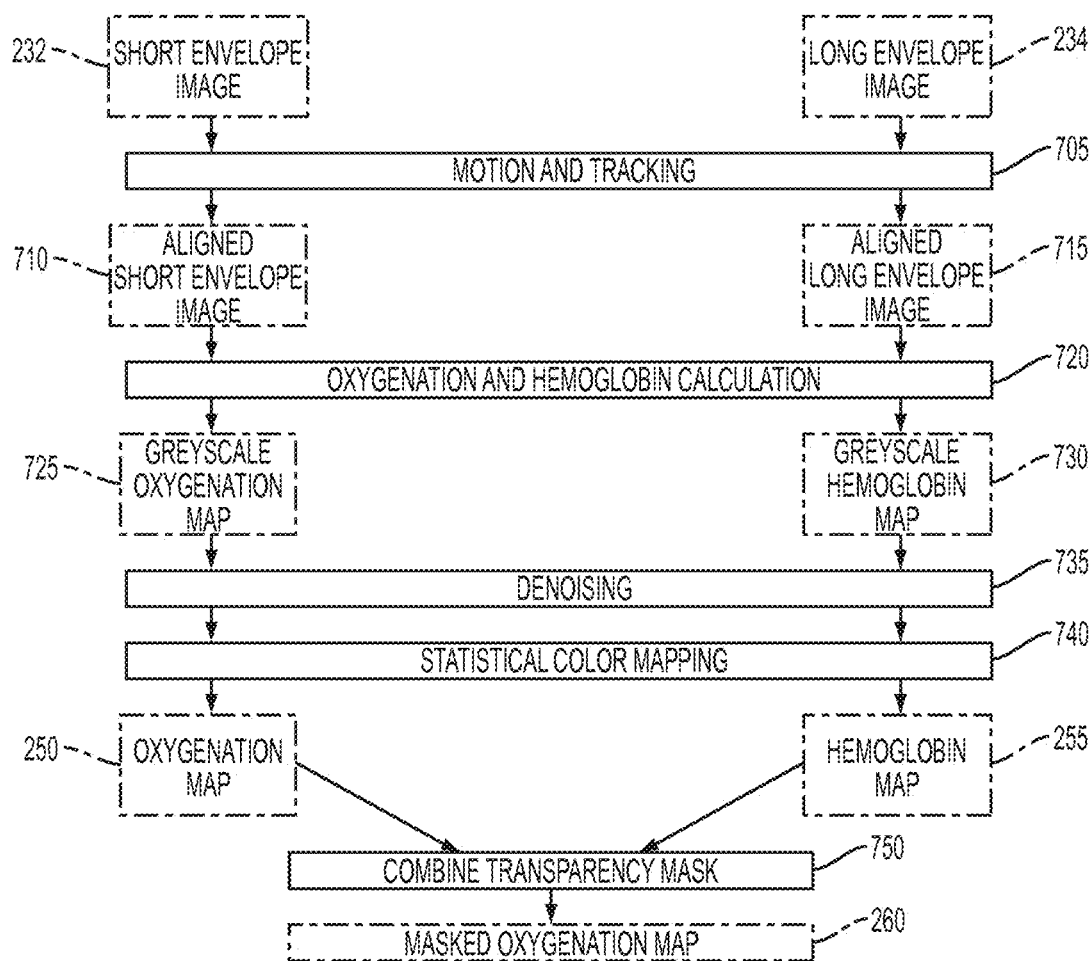 232
SHORT ENVELOPE
IMAGE
LONG ENVELOPE
IMAGE
234
MOTION AND TRACKING
705
710
ALIGNED
SHORT ENVELOPE
IMAGE
ALIGNED
LONG ENVELOPE
IMAGE
715
OXYGENATION AND HEMOGLOBIN CALCULATION
720
725
GREYSCALE
OXYGENATION
MAP
GREYSCALE
HEMOGLOBIN
MAP
730
DENOISING
735
STATISTICAL COLOR MAPPING
740
250
OXYGENATION
MAP
HEMOGLOBIN
MAP
255
COMBINE TRANSPARENCY MASK
750
MASKED OXYGENATION MAP
260